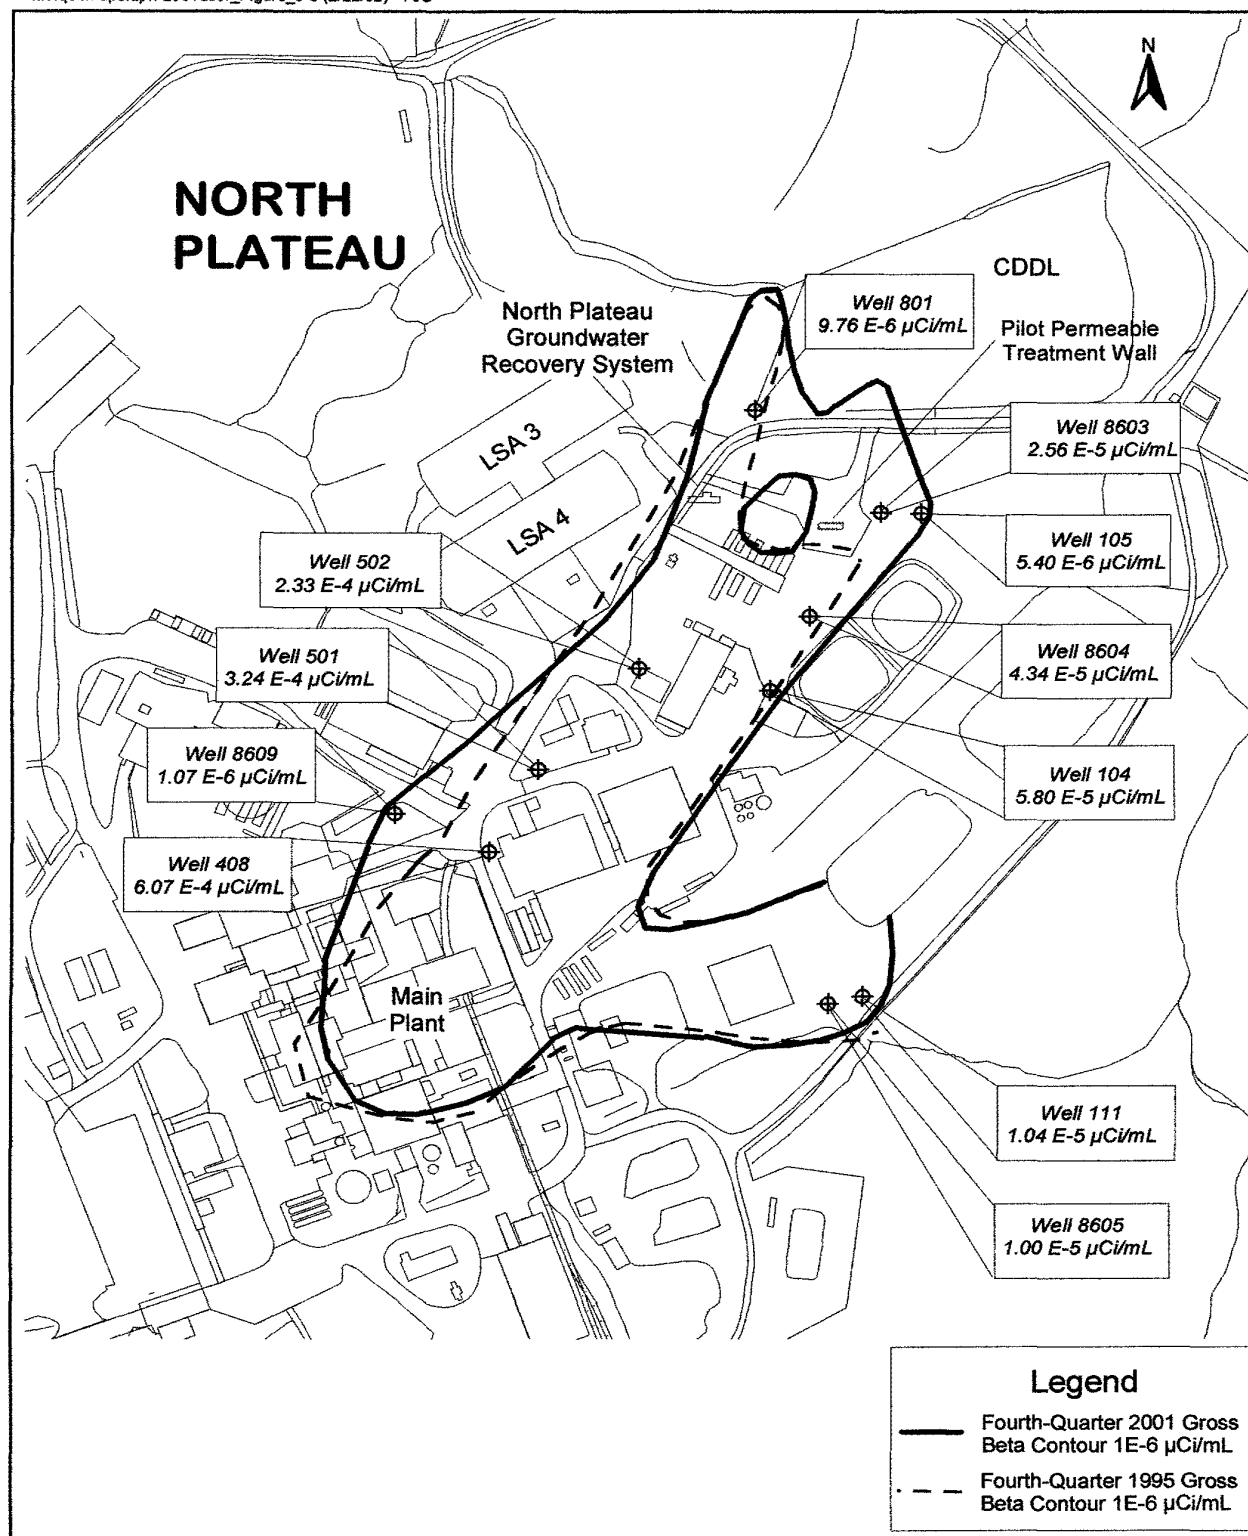 N
NORTH
PLATEAU
CDDL
Well 801
9.76 E-6 µCi/mL
North Plateau
Groundwater
Recovery System
Pilot Permeable
Treatment Wall
LSA 3
LSA 4
Well 8603
2.56 E-5 µCi/mL
Well 105
5.40 E-6 µCi/mL
Well 502
2.33 E-4 µCi/mL
Well 501
3.24 E-4 µCi/mL
Well 8604
4.34 E-5 µCi/mL
Well 8609
1.07 E-6 µCi/mL
Well 104
5.80 E-5 µCi/mL
Well 408
6.07 E-4 µCi/mL
Main
Plant
Well 111
1.04 E-5 µCi/mL
Well 8605
1.00 E-5 µCi/mL
Legend
Fourth-Quarter 2001 Gross
Beta Contour 1E-6 µCi/mL
Fourth-Quarter 1995 Gross
Beta Contour 1E-6 µCi/mL